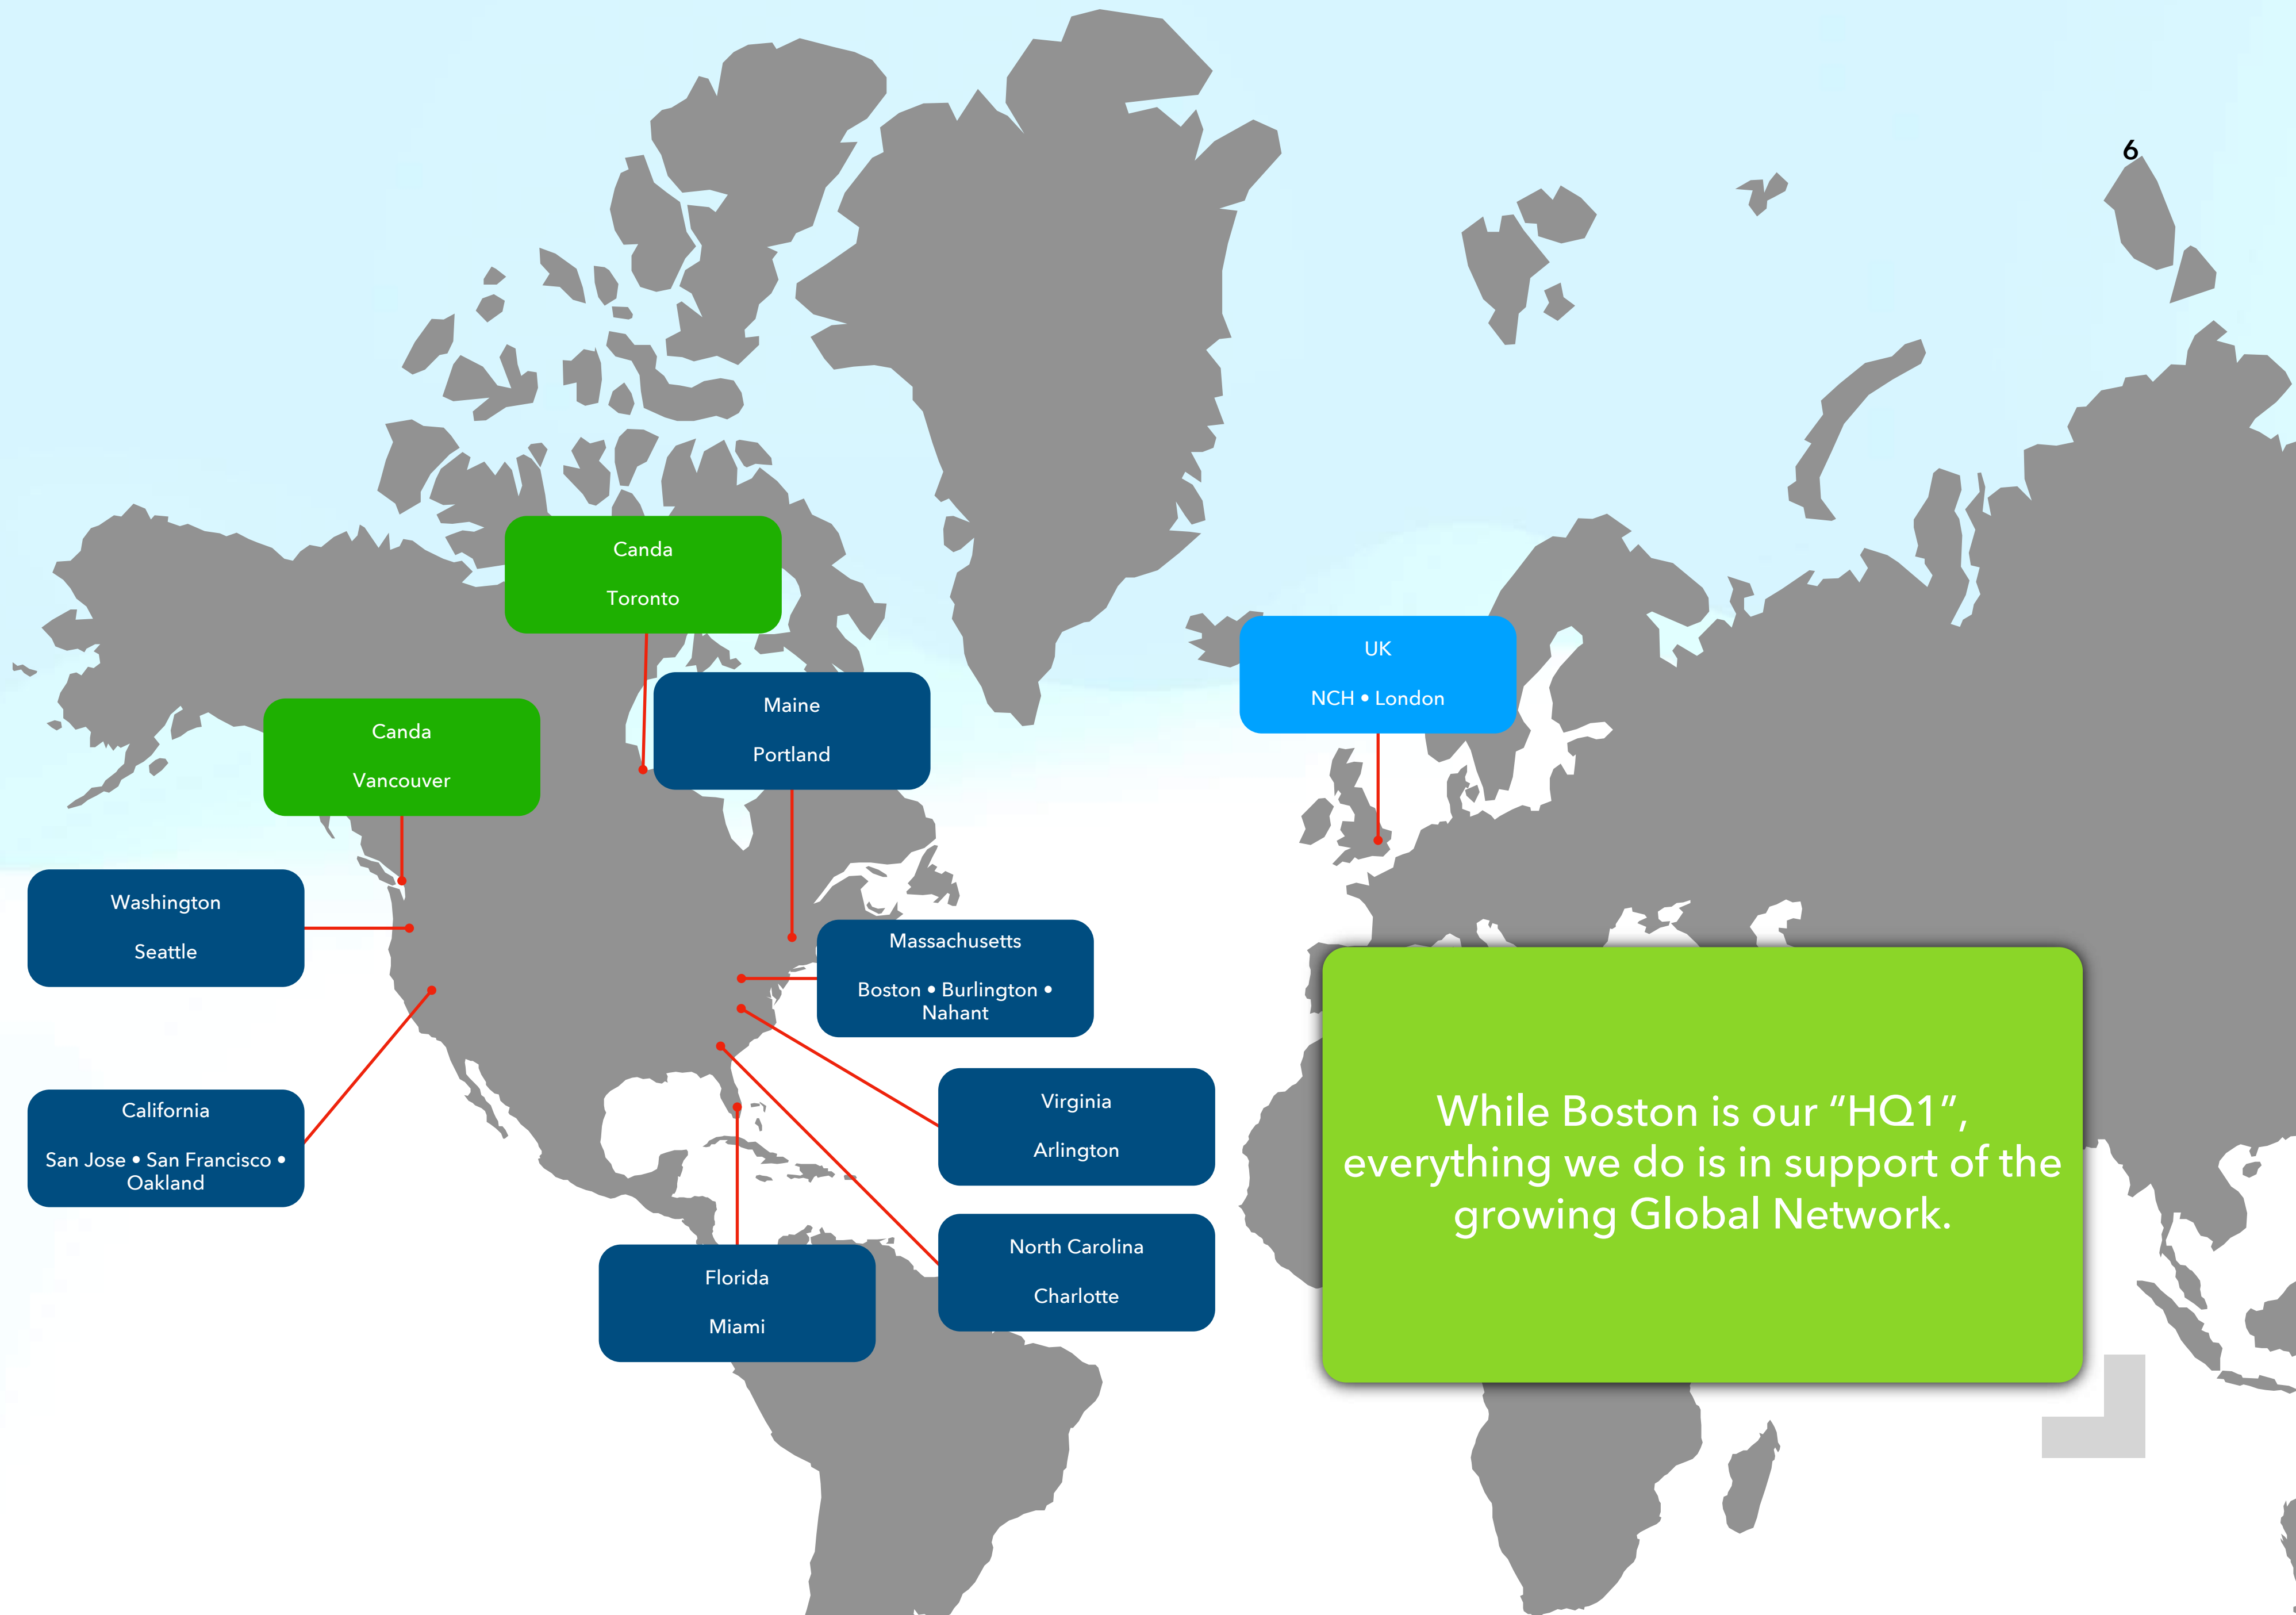 6
Canda
Toronto
UK
NCH • London
Maine
Portland
Canda
Vancouver
Washington
Seattle
Massachusetts
Boston • Burlington •
Nahant
California
San Jose • San Francisco •
Oakland
Virginia
Arlington
North Carolina
Charlotte
Florida
Miami
While Boston is our “HQ1”,
everything we do is in support of the
growing Global Network.